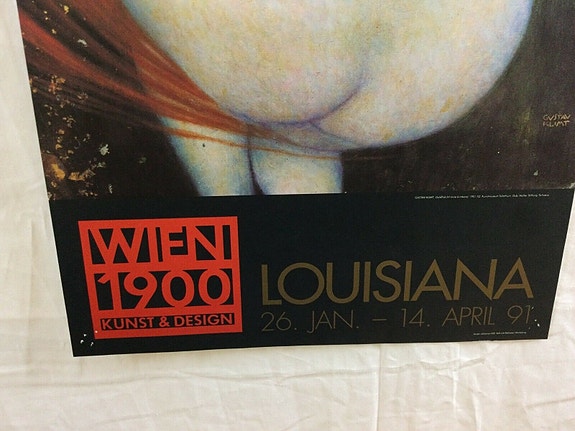 GUSTAV
KLIMT
WIEN
1900
KUNST & DESIGN
LOUISIANA
26. JAN. – 14. APRIL 91